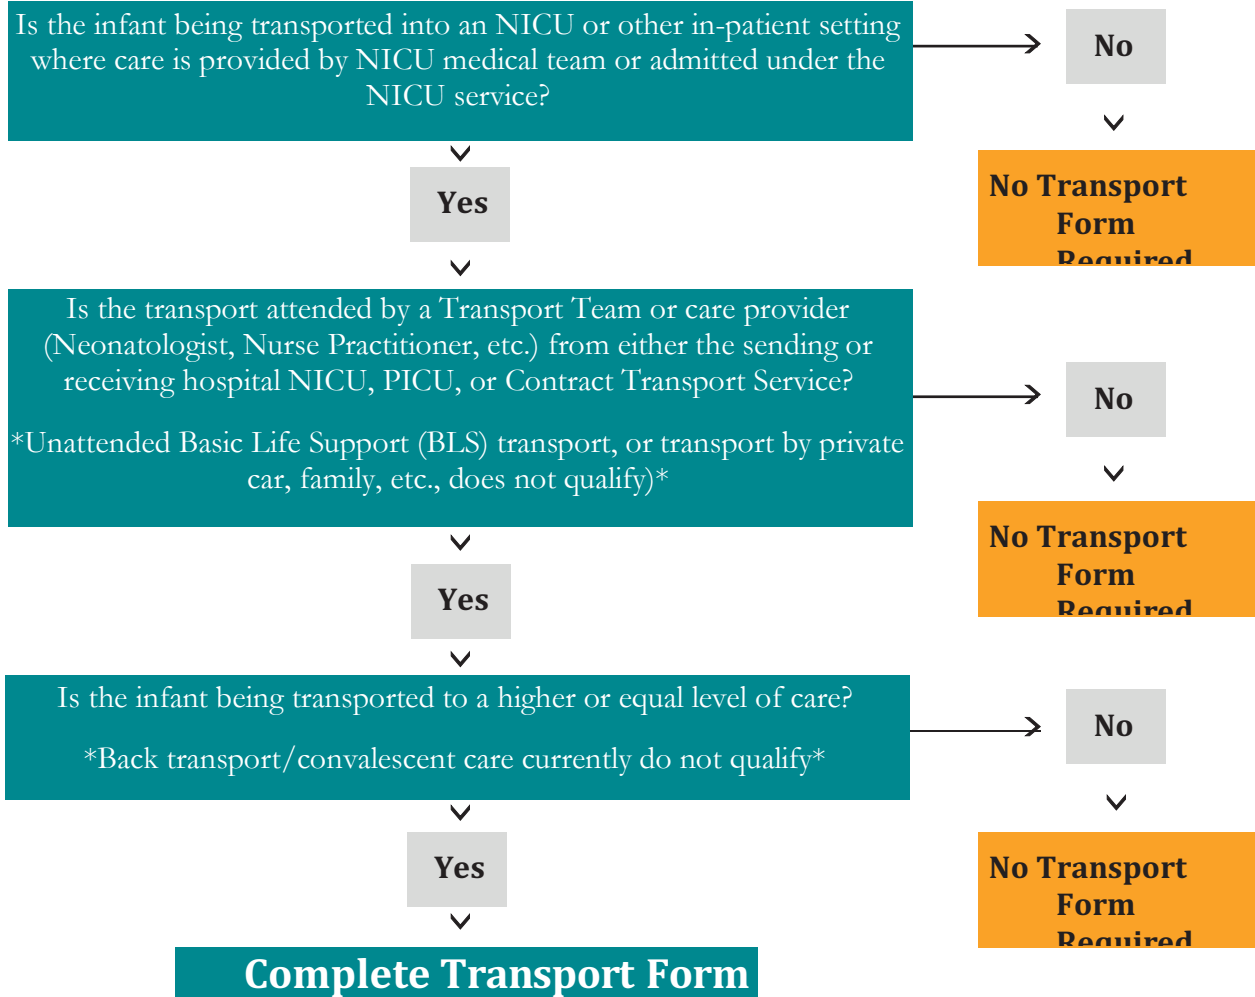 Is the infant being transported into an NICU or other in-patient setting
where care is provided by NICU medical team or admitted under the
NICU service?
No
No Transport
Form
Required
Yes
Is the transport attended by a Transport Team or care provider
(Neonatologist, Nurse Practitioner, etc.) from either the sending or
receiving hospital NICU, PICU, or Contract Transport Service?
*Unattended Basic Life Support (BLS) transport, or transport by private
car, family, etc., does not qualify)*
No
No Transport
Form
Required
Yes
Is the infant being transported to a higher or equal level of care?
*Back transport/convalescent care currently do not qualify*
No
No Transport
Form
Required
Yes
Complete Transport Form